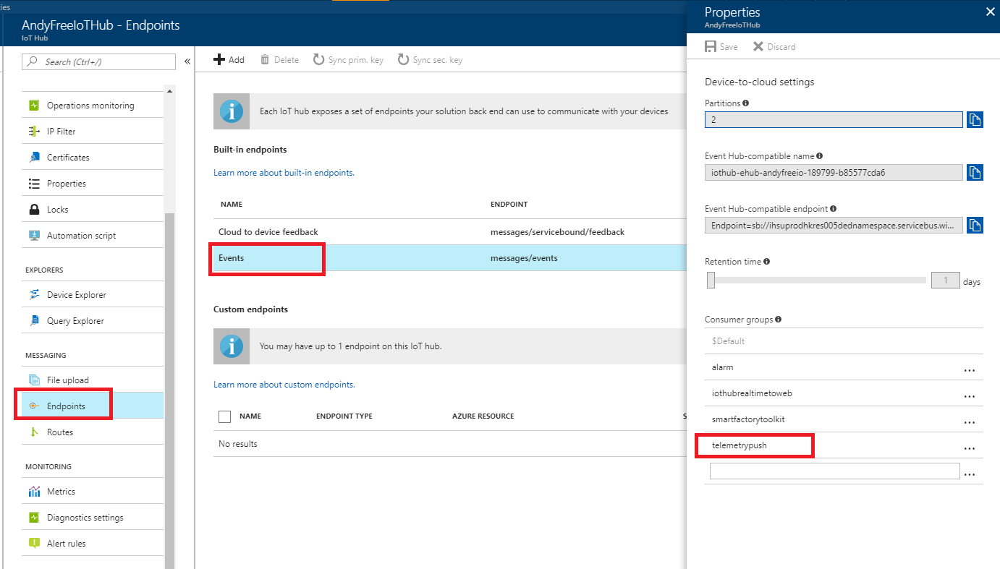 ies
AndyFreeIoTHub - Endpoints
IoT Hub
Search (Ctrl+/)
«
Operations monitoring
IP Filter
Certificates
Properties
Locks
Automation script
EXPLORERS
Device Explorer
Query Explorer
MESSAGING
File upload
Endpoints
Routes
MONITORING
Metrics
Diagnostics settings
Alert rules
Add Delete Sync prim. key Sync sec. key
Each IoT hub exposes a set of endpoints your solution back end can use to communicate with your devices
Built-in endpoints
Learn more about built-in endpoints.
NAME ENDPOINT
Cloud to device feedback messages/servicebound/feedback
Events messages/events
Custom endpoints
You may have up to 1 endpoint on this IoT hub.
Learn more about custom endpoints.
NAME ENDPOINT TYPE AZURE RESOURCE S
No results
Properties
AndyFreeIoTHub
Save Discard
Device-to-cloud settings
Partitions
2
Event Hub-compatible name
iothub-ehub-andyfreeio-189799-b85577cda6
Event Hub-compatible endpoint
Endpoint=sb://ihsuprodhkres005dednamespace.servicebus.wi...
Retention time
1 days
Consumer groups
$Default
alarm ...
iothubrealtimetoweb ...
smartfactorytoolkit ...
telemetrypush ...
...